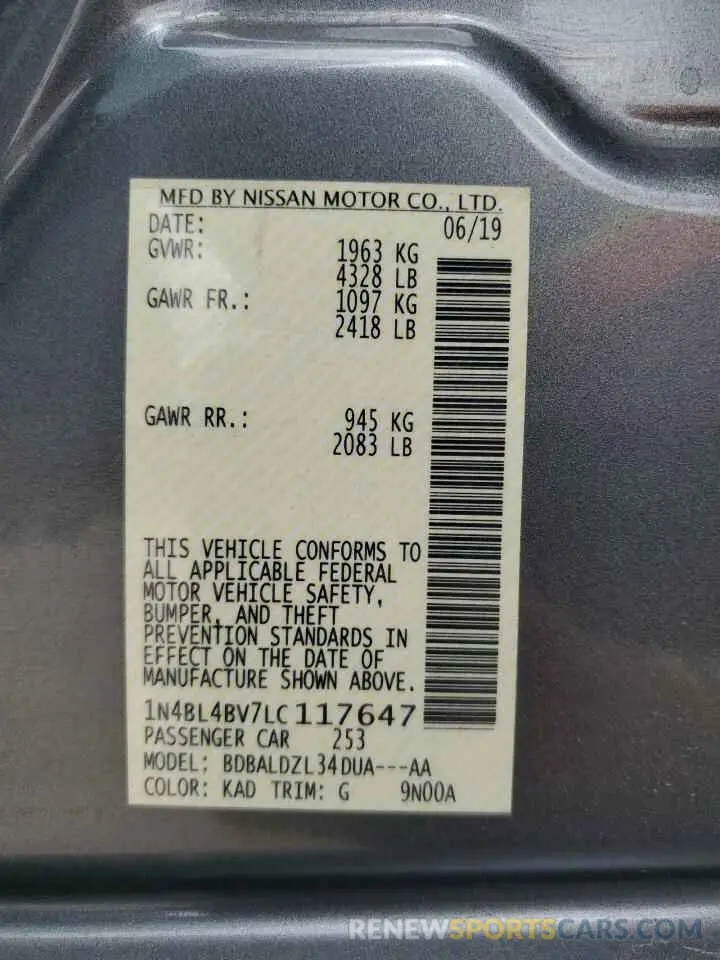 MFD BY NISSAN MOTOR CO., LTD.
DATE: 06/19
GVWR: 1963 KG
4328 LB
GAWR FR.: 1097 KG
2418 LB
GAWR RR.: 945 KG
2083 LB
THIS VEHICLE CONFORMS TO
ALL APPLICABLE FEDERAL
MOTOR VEHICLE SAFETY,
BUMPER, AND THEFT
PREVENTION STANDARDS IN
EFFECT ON THE DATE OF
MANUFACTURE SHOWN ABOVE.
1N4BL4BV7LC117647
PASSENGER CAR 253
MODEL: BDBALDZL34DUA---AA
COLOR: KAD TRIM: G 9N00A
RENEWSPORTSCARS.COM